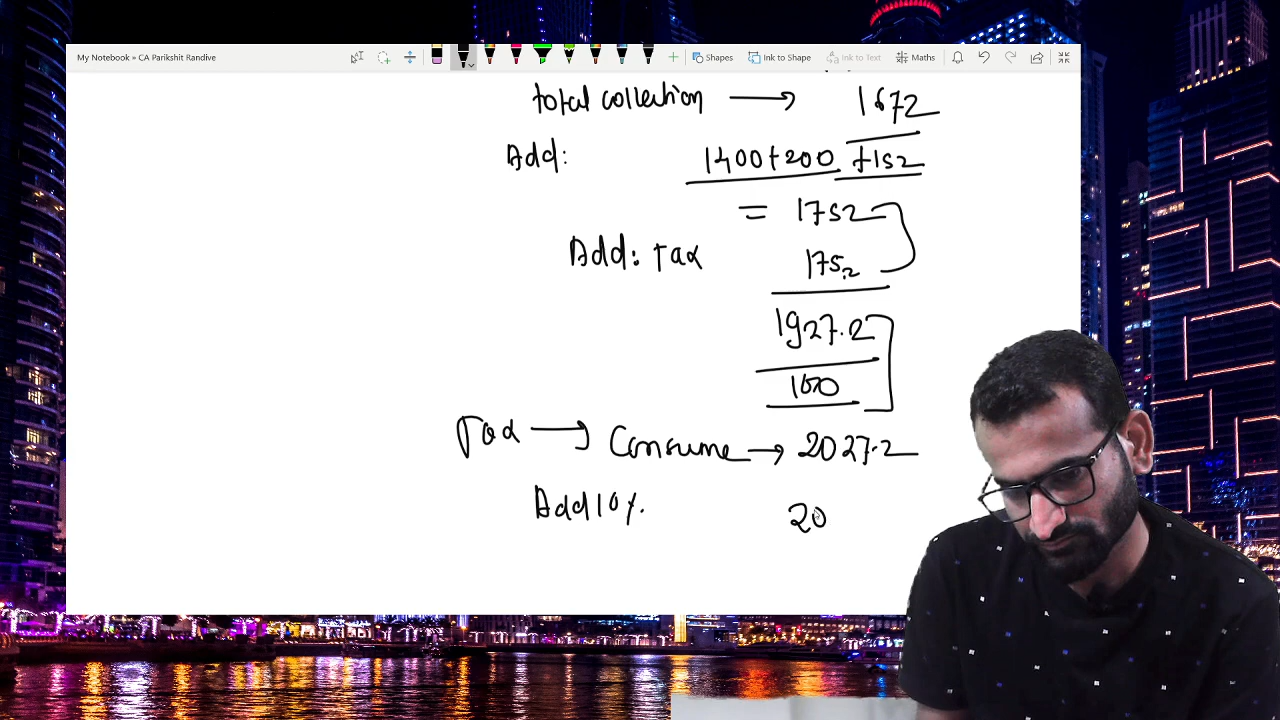 My Notebook » CA Parikshit Randive
Shapes
Ink to Shape
Ink to Text
Maths
total collection → 1672
Add: 1400+200 +152
= 1752
Add: Tax 175.2
1927.2
100
Tax → Consume → 2027.2
Add 10%. 20